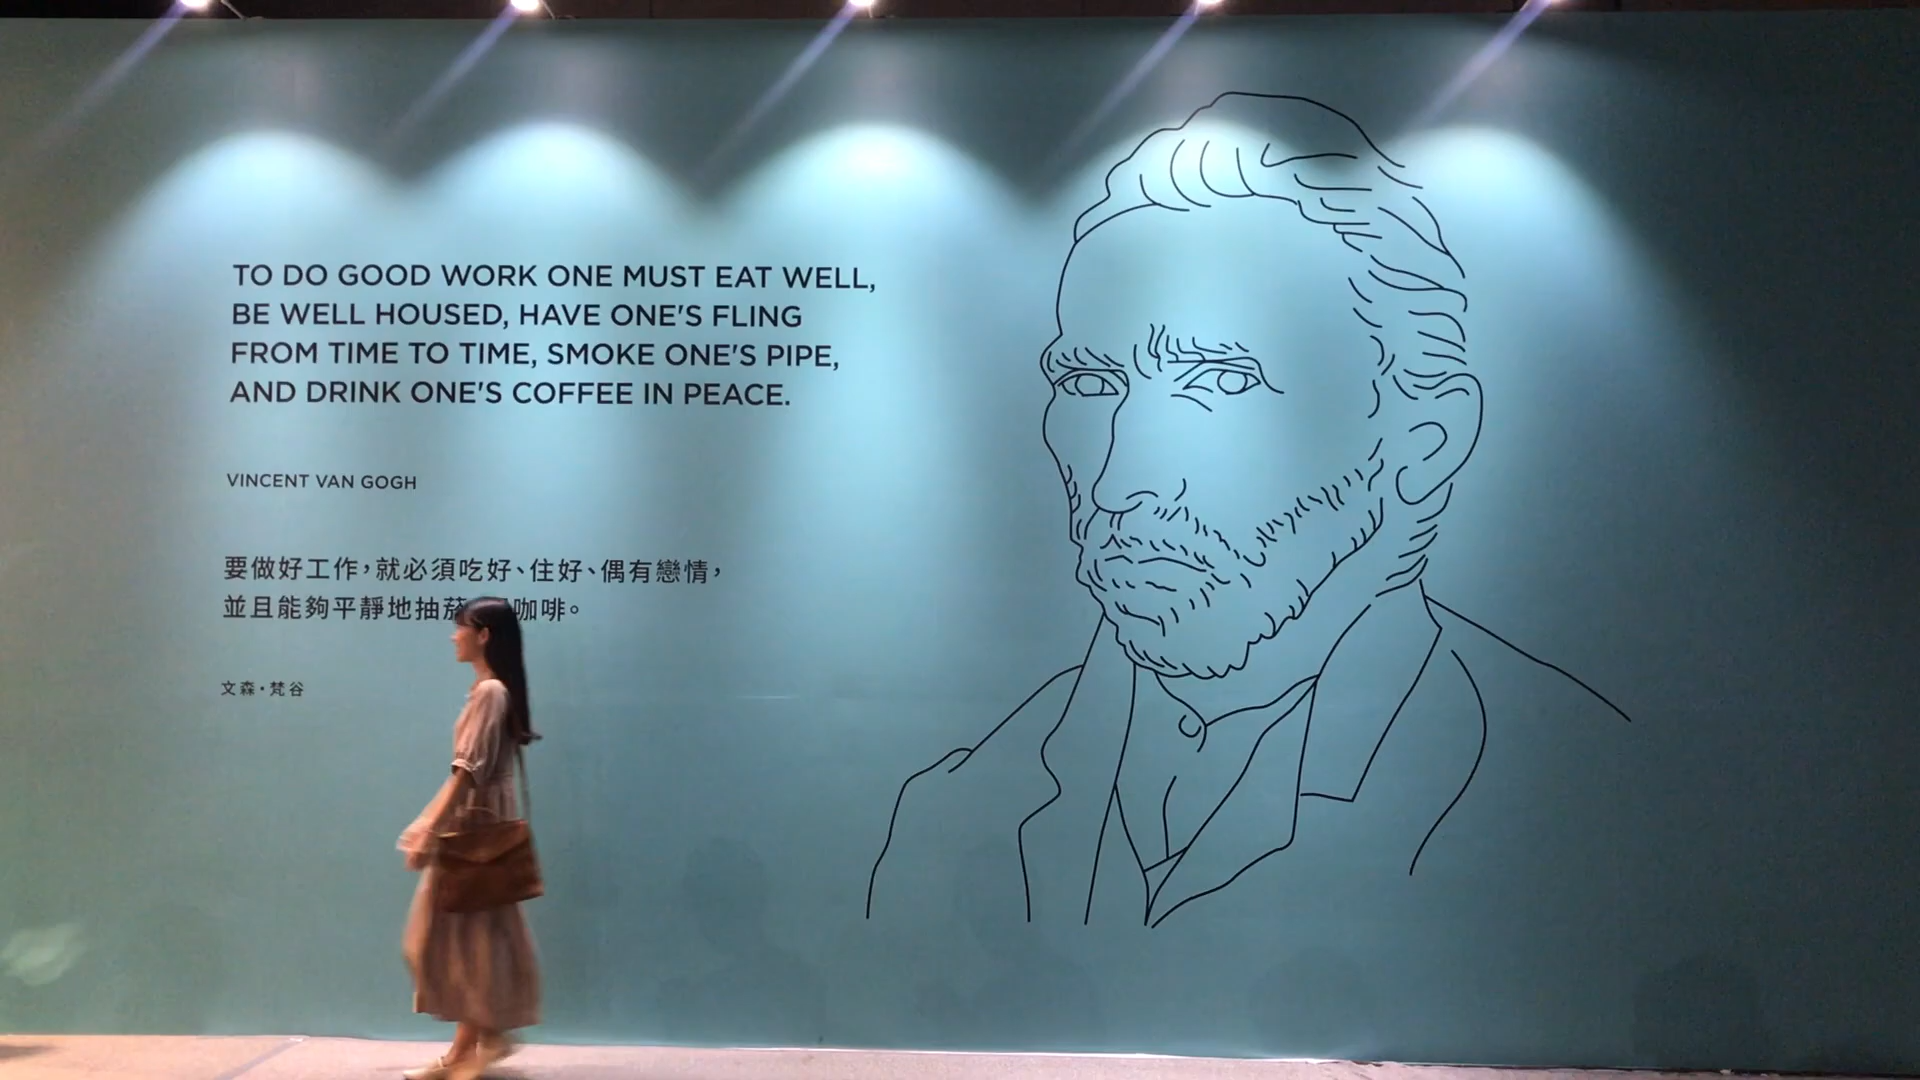 TO DO GOOD WORK ONE MUST EAT WELL,
BE WELL HOUSED, HAVE ONE'S FLING
FROM TIME TO TIME, SMOKE ONE'S PIPE,
AND DRINK ONE'S COFFEE IN PEACE.
VINCENT VAN GOGH
要做好工作，就必須吃好、住好、偶有戀情，
並且能夠平靜地抽菸咖啡。
文森·梵谷